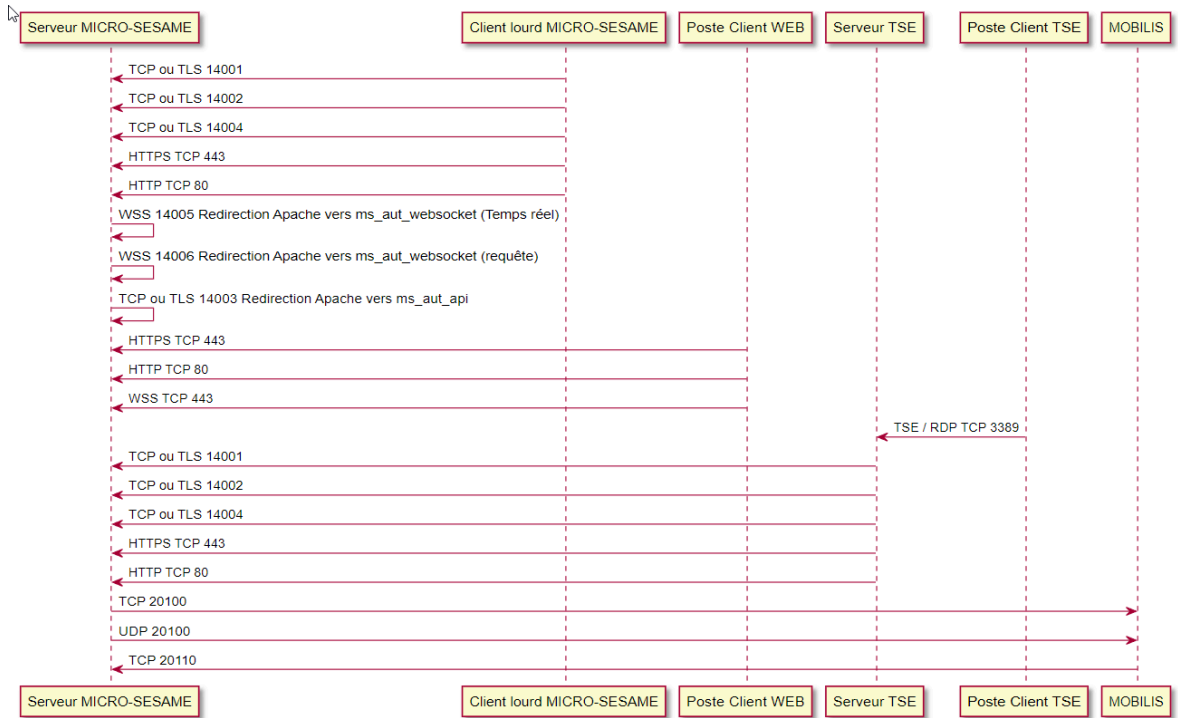 Serveur MICRO-SESAME
Client lourd MICRO-SESAME
Poste Client WEB
Serveur TSE
Poste Client TSE
MOBILIS
TCP ou TLS 14001
TCP ou TLS 14002
TCP ou TLS 14004
HTTPS TCP 443
HTTP TCP 80
WSS 14005 Redirection Apache vers ms_aut_websocket (Temps réel)
WSS 14006 Redirection Apache vers ms_aut_websocket (requête)
TCP ou TLS 14003 Redirection Apache vers ms_aut_api
HTTPS TCP 443
HTTP TCP 80
WSS TCP 443
TSE / RDP TCP 3389
TCP ou TLS 14001
TCP ou TLS 14002
TCP ou TLS 14004
HTTPS TCP 443
HTTP TCP 80
TCP 20100
UDP 20100
TCP 20110
Serveur MICRO-SESAME
Client lourd MICRO-SESAME
Poste Client WEB
Serveur TSE
Poste Client TSE
MOBILIS